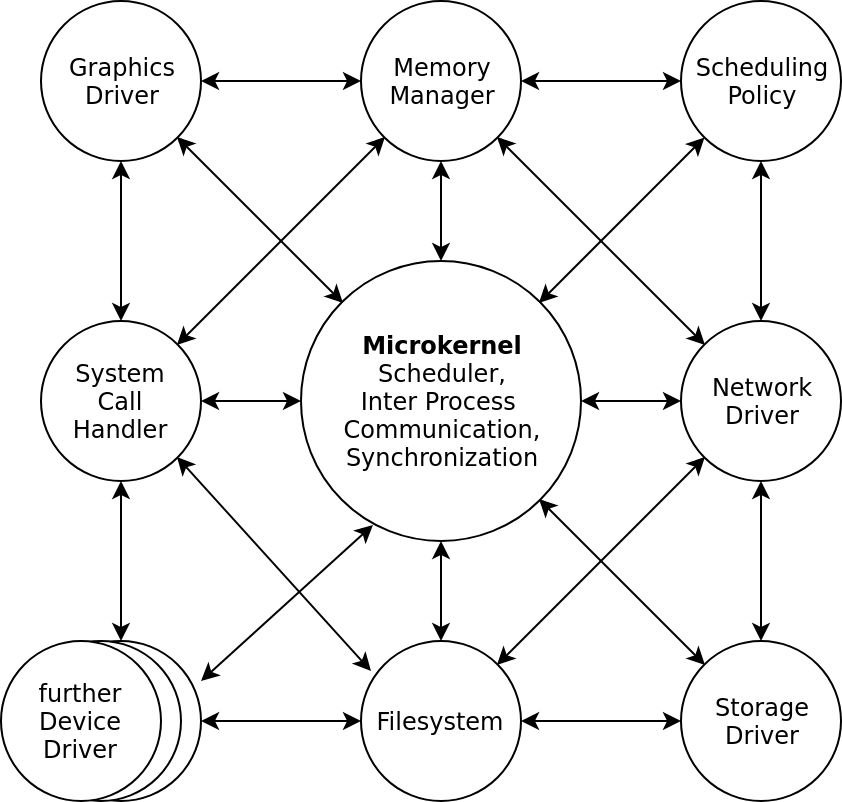 Graphics
Driver
Memory
Manager
Scheduling
Policy
System
Call
Handler
Microkernel
Scheduler,
Inter Process
Communication,
Synchronization
Network
Driver
further
Device
Driver
Filesystem
Storage
Driver